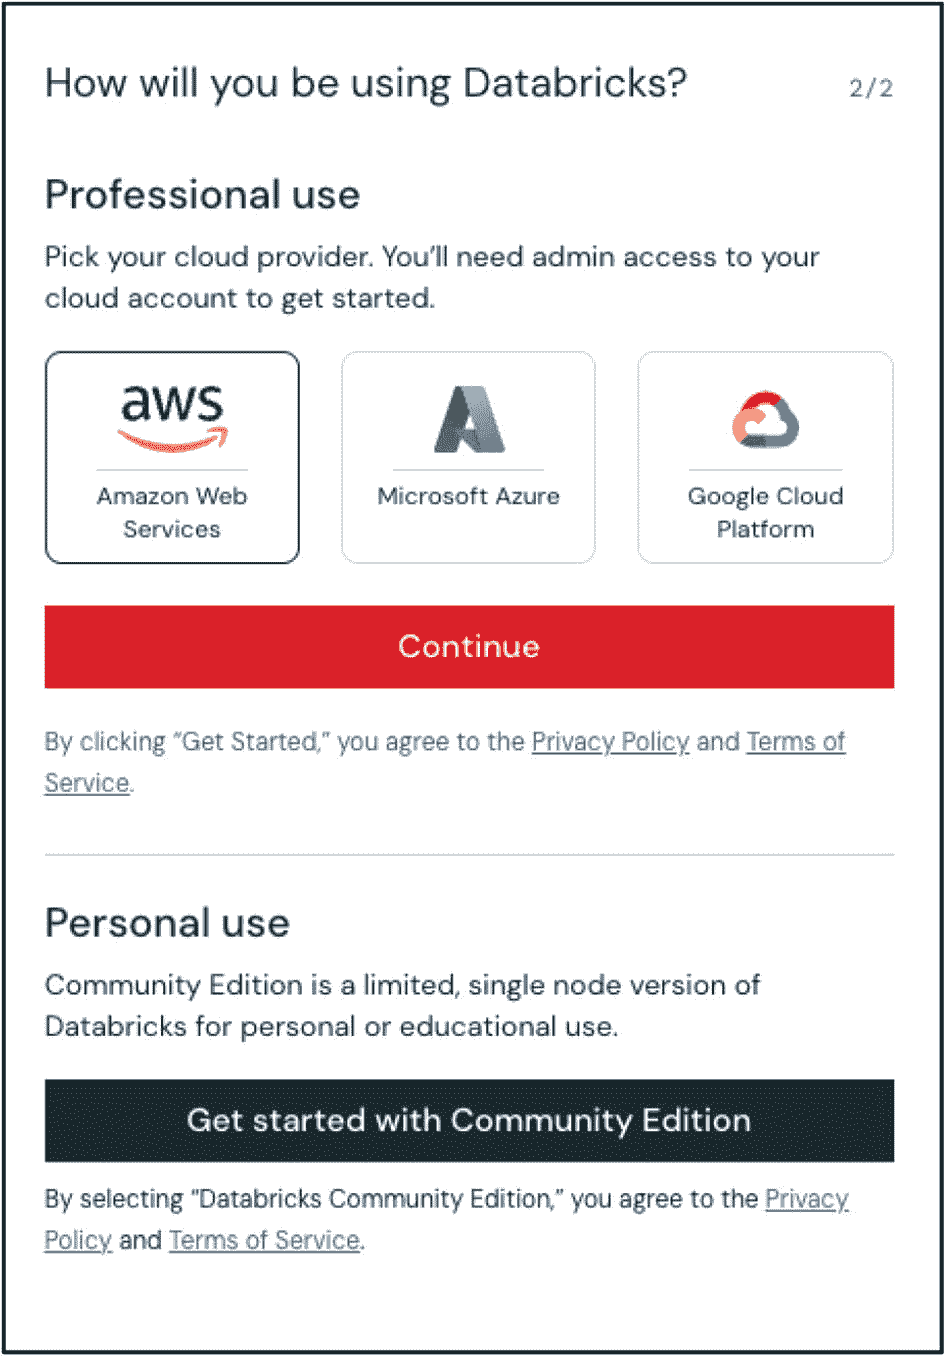 How will you be using Databricks?
2/2
Professional use
Pick your cloud provider. You'll need admin access to your
cloud account to get started.
aws
Amazon Web
Services
Microsoft Azure
Google Cloud
Platform
Continue
By clicking “Get Started,” you agree to the Privacy Policy and Terms of
Service.
Personal use
Community Edition is a limited, single node version of
Databricks for personal or educational use.
Get started with Community Edition
By selecting “Databricks Community Edition,” you agree to the Privacy
Policy and Terms of Service.